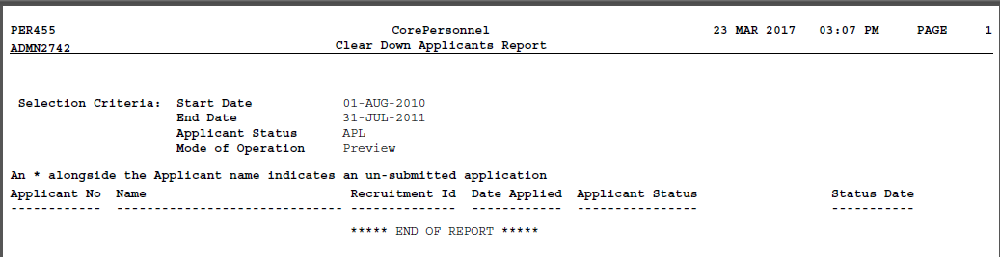 PER455 CorePersonnel 23 MAR 2017 03:07 PM PAGE 1
ADMN2742 Clear Down Applicants Report
Selection Criteria: Start Date 01-AUG-2010
End Date 31-JUL-2011
Applicant Status APL
Mode of Operation Preview
An * alongside the Applicant name indicates an un-submitted application
Applicant No Name Recruitment Id Date Applied Applicant Status Status Date
------------ ------------------------------ -------------- ------------ ---------------- -----------
***** END OF REPORT *****